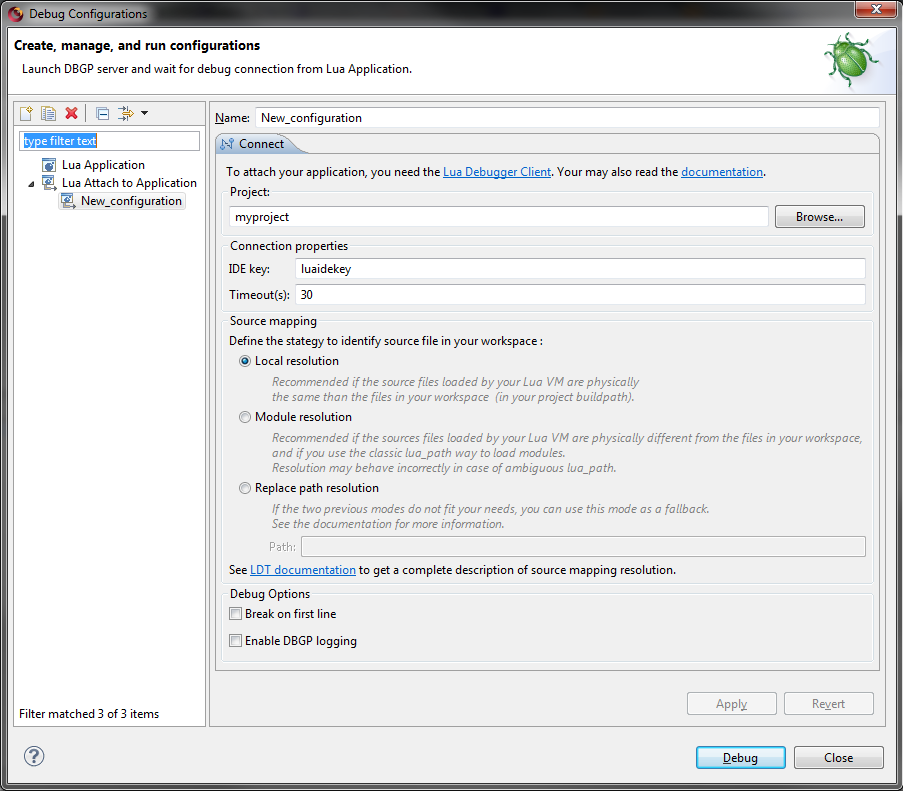 Debug Configurations
Create, manage, and run configurations
Launch DBGP server and wait for debug connection from Lua Application.
type filter text
Lua Application
Lua Attach to Application
New_configuration
Filter matched 3 of 3 items
Name: New_configuration
Connect
To attach your application, you need the Lua Debugger Client. Your may also read the documentation.
Project:
myproject
Browse...
Connection properties
IDE key: luaidekey
Timeout(s): 30
Source mapping
Define the stategy to identify source file in your workspace :
Local resolution
Recommended if the source files loaded by your Lua VM are physically
the same than the files in your workspace (in your project buildpath).
Module resolution
Recommended if the sources files loaded by your Lua VM are physically different from the files in your workspace,
and if you use the classic lua_path way to load modules.
Resolution may behave incorrectly in case of ambiguous lua_path.
Replace path resolution
If the two previous modes do not fit your needs, you can use this mode as a fallback.
See the documentation for more information.
Path:
See LDT documentation to get a complete description of source mapping resolution.
Debug Options
Break on first line
Enable DBGP logging
Apply Revert
? Debug Close